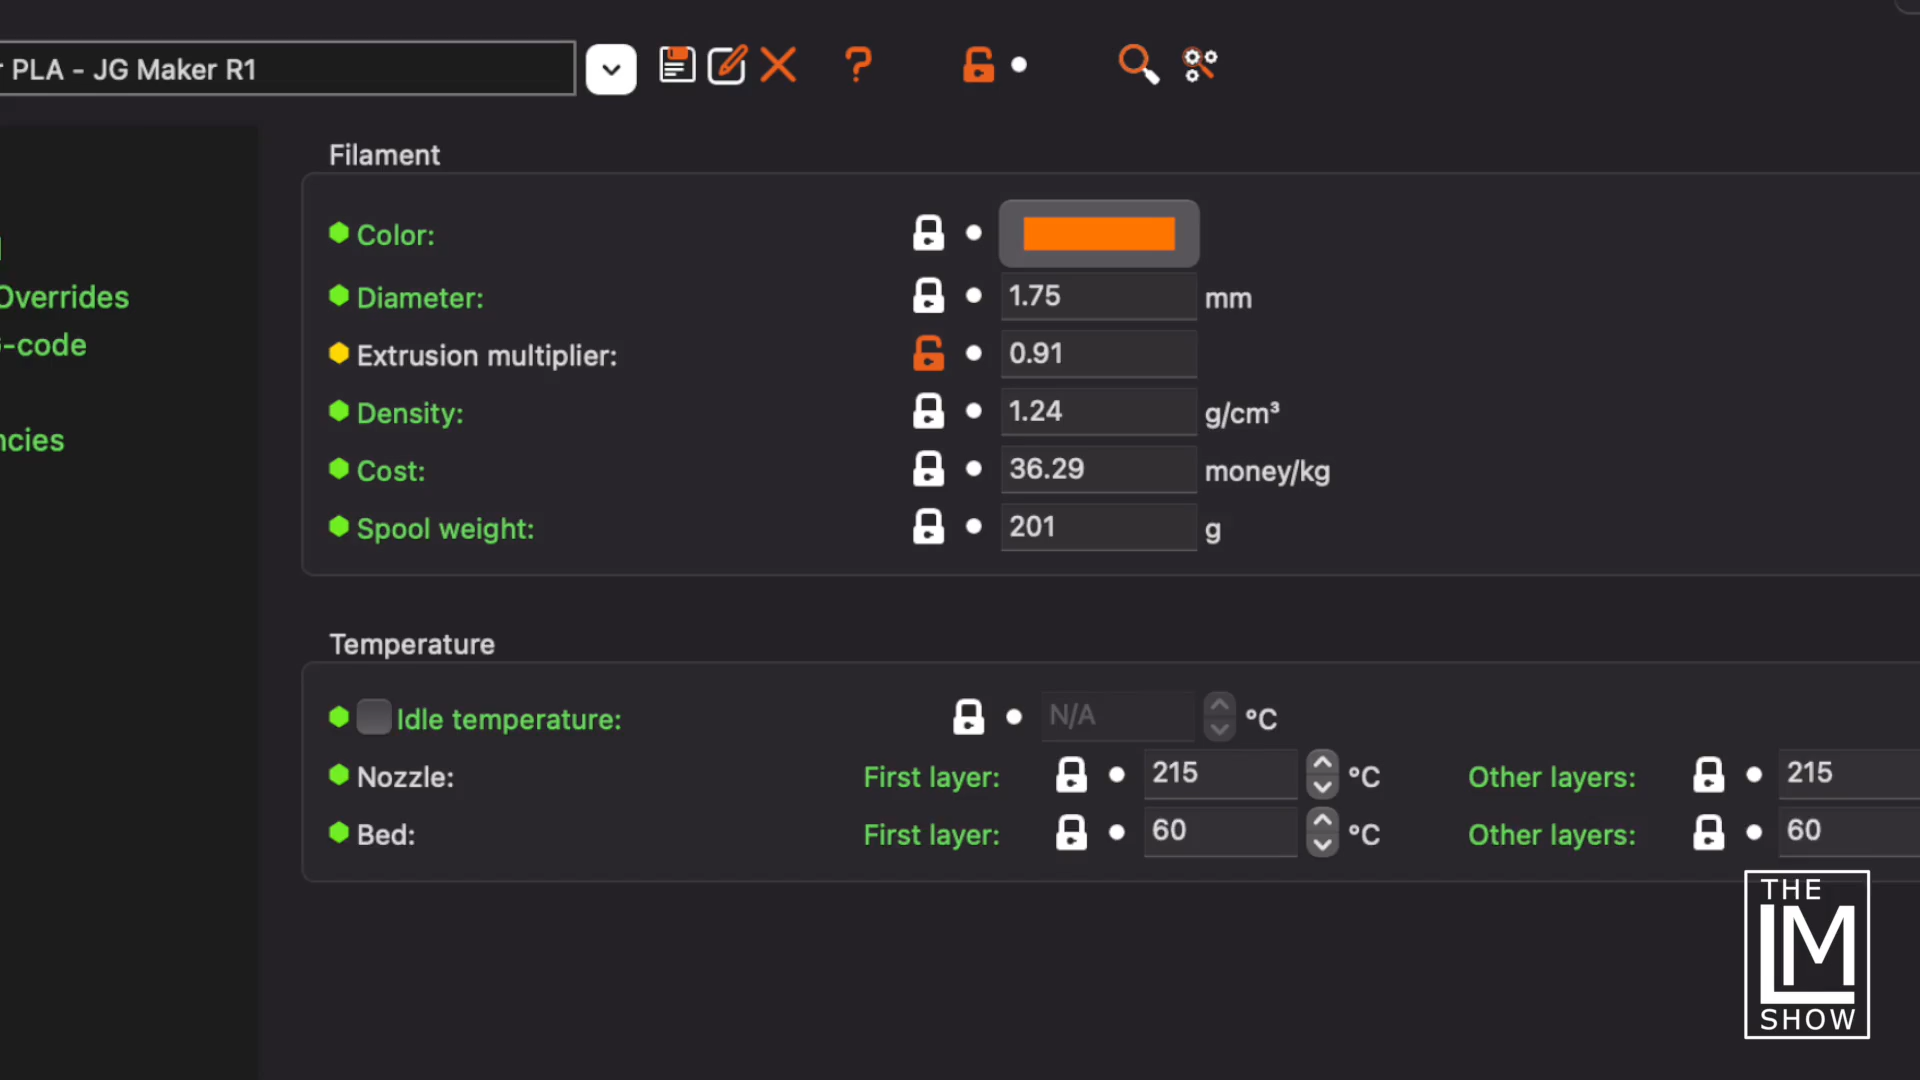 PLA - JG Maker R1
?
Filament
Color:
Overrides
Diameter: 1.75 mm
-code
Extrusion multiplier: 0.91
Density: 1.24 g/cm³
ncies
Cost: 36.29 money/kg
Spool weight: 201 g
Temperature
Idle temperature: N/A °C
Nozzle: First layer: 215 °C Other layers: 215
Bed: First layer: 60 °C Other layers: 60
THE
LM
SHOW